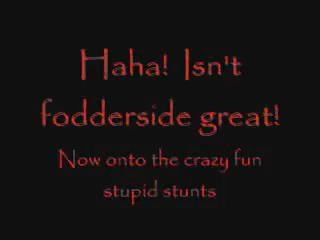 Haha!  Isn't
fodderside great!
Now onto the crazy fun
stupid stunts